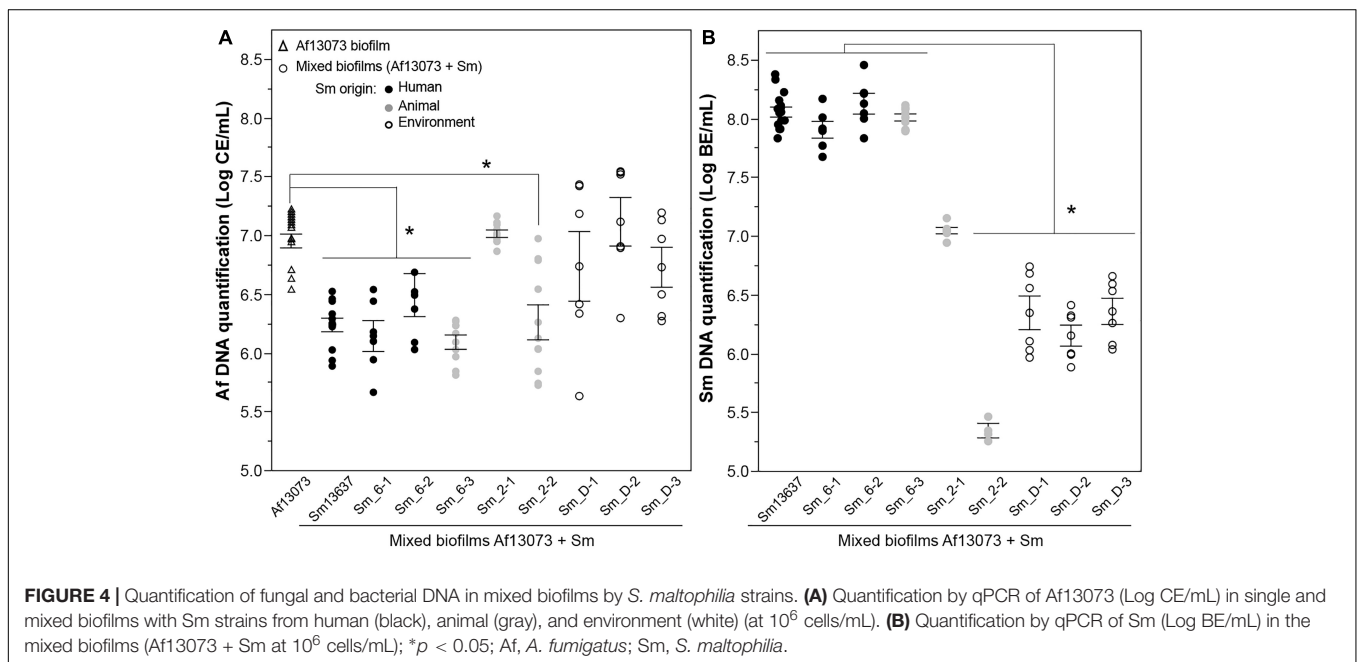 A
△ Af13073 biofilm
○ Mixed biofilms (Af13073 + Sm)
Sm origin: ● Human
● Animal
○ Environment
Af DNA quantification (Log CE/mL)
8.5
8.0
7.5
7.0
6.5
6.0
5.5
5.0
*
*
Af13073
Sm13637
Sm_6-1
Sm_6-2
Sm_6-3
Sm_2-1
Sm_2-2
Sm_D-1
Sm_D-2
Sm_D-3
Mixed biofilms Af13073 + Sm
B
Sm DNA quantification (Log BE/mL)
8.5
8.0
7.5
7.0
6.5
6.0
5.5
5.0
*
Sm13637
Sm_6-1
Sm_6-2
Sm_6-3
Sm_2-1
Sm_2-2
Sm_D-1
Sm_D-2
Sm_D-3
Mixed biofilms Af13073 + Sm
FIGURE 4 | Quantification of fungal and bacterial DNA in mixed biofilms by S. maltophilia strains. (A) Quantification by qPCR of Af13073 (Log CE/mL) in single and
mixed biofilms with Sm strains from human (black), animal (gray), and environment (white) (at 10⁶ cells/mL). (B) Quantification by qPCR of Sm (Log BE/mL) in the
mixed biofilms (Af13073 + Sm at 10⁶ cells/mL); *p < 0.05; Af, A. fumigatus; Sm, S. maltophilia.